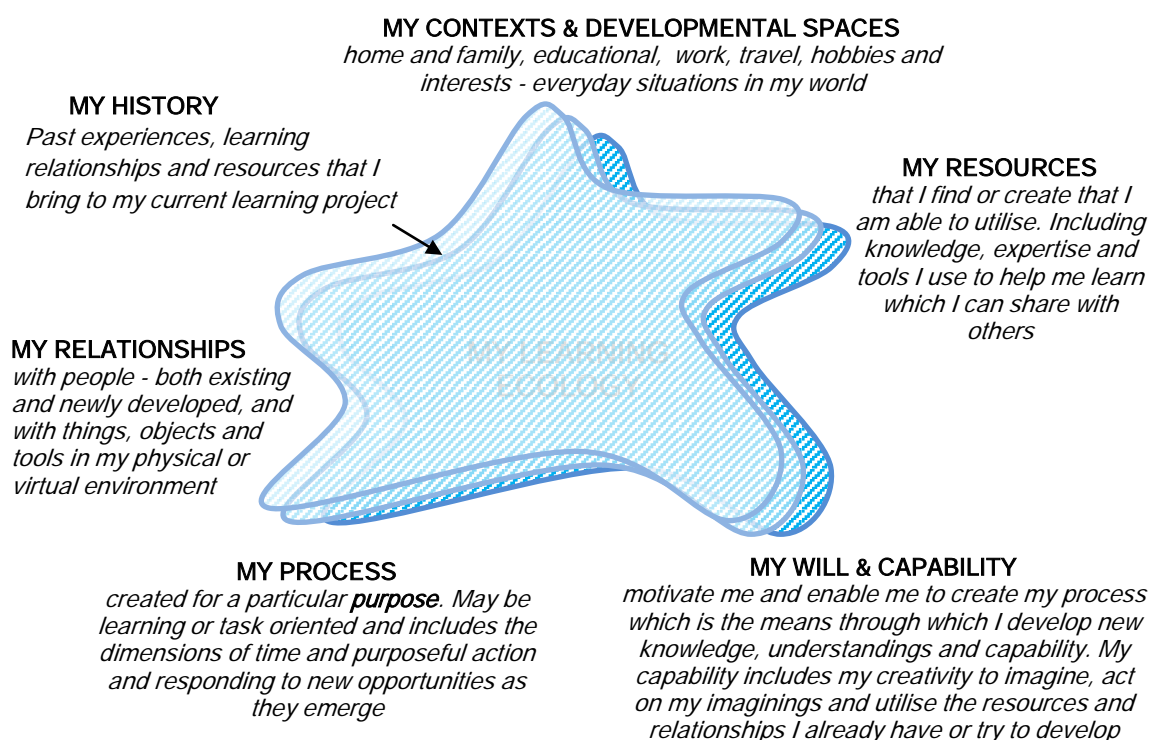 MY CONTEXTS & DEVELOPMENTAL SPACES
home and family, educational,  work, travel, hobbies and
interests - everyday situations in my world
MY HISTORY
Past experiences, learning
relationships and resources that I
bring to my current learning project
MY RESOURCES
that I find or create that I
am able to utilise. Including
knowledge, expertise and
tools I use to help me learn
which I can share with
others
MY RELATIONSHIPS
with people - both existing
and newly developed, and
with things, objects and
tools in my physical or
virtual environment
MY LEARNING
ECOLOGY
MY PROCESS
created for a particular purpose. May be
learning or task oriented and includes the
dimensions of time and purposeful action
and responding to new opportunities as
they emerge
MY WILL & CAPABILITY
motivate me and enable me to create my process
which is the means through which I develop new
knowledge, understandings and capability. My
capability includes my creativity to imagine, act
on my imaginings and utilise the resources and
relationships I already have or try to develop